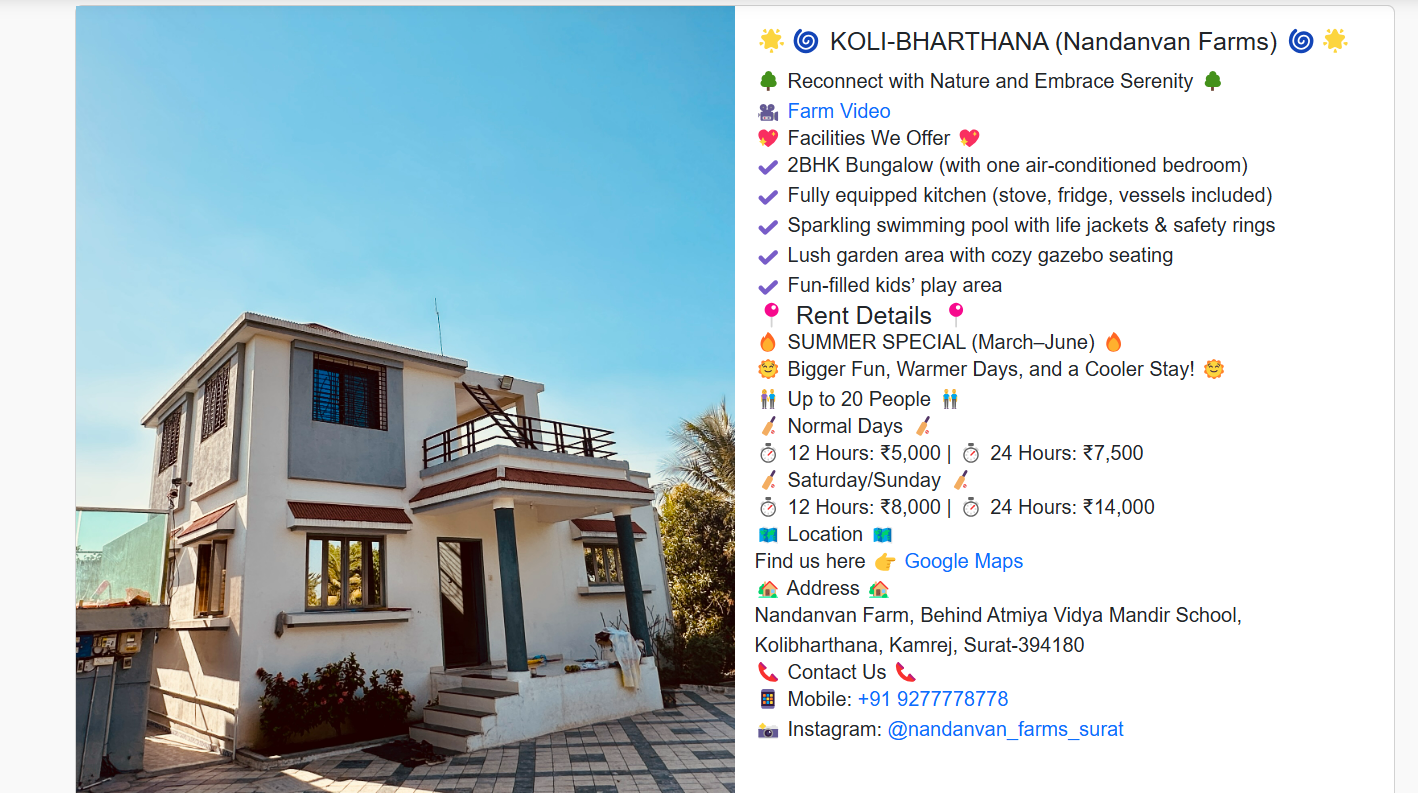 🌟 🌀 KOLI-BHARTHANA (Nandanvan Farms) 🌀 🌟
🌳 Reconnect with Nature and Embrace Serenity 🌳
🎥 Farm Video
💖 Facilities We Offer 💖
✔ 2BHK Bungalow (with one air-conditioned bedroom)
✔ Fully equipped kitchen (stove, fridge, vessels included)
✔ Sparkling swimming pool with life jackets & safety rings
✔ Lush garden area with cozy gazebo seating
✔ Fun-filled kids’ play area
📍 Rent Details 📍
🔥 SUMMER SPECIAL (March–June) 🔥
🌞 Bigger Fun, Warmer Days, and a Cooler Stay! 🌞
👫 Up to 20 People 👬
🏏 Normal Days 🏏
⏱ 12 Hours: ₹5,000 | ⏱ 24 Hours: ₹7,500
🏏 Saturday/Sunday 🏏
⏱ 12 Hours: ₹8,000 | ⏱ 24 Hours: ₹14,000
🗺 Location 🗺
Find us here 👉 Google Maps
🏡 Address 🏡
Nandanvan Farm, Behind Atmiya Vidya Mandir School,
Kolibharthana, Kamrej, Surat-394180
📞 Contact Us 📞
📱 Mobile: +91 9277778778
📸 Instagram: @nandanvan_farms_surat